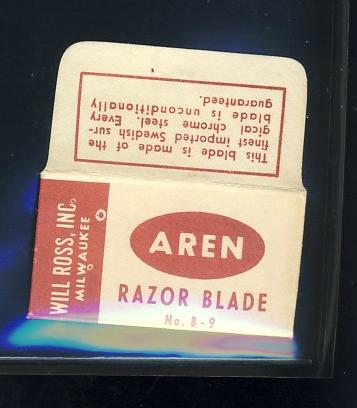 This blade is made of the
finest imported Swedish sur-
gical chrome steel. Every
blade is unconditionally
guaranteed.
WILL ROSS, INC.
MILWAUKEE
AREN
RAZOR BLADE
No. B-9